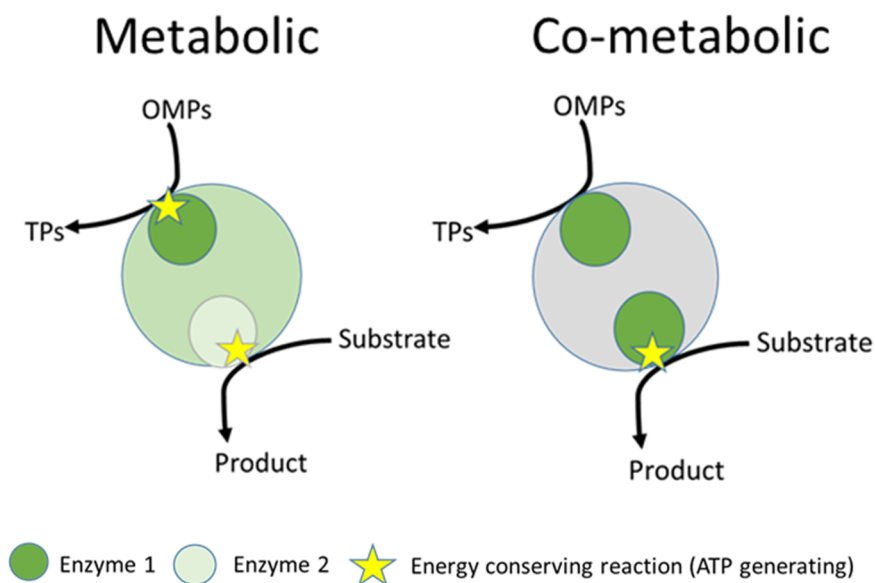 Metabolic
Co-metabolic
OMPs
OMPs
TPs
TPs
Substrate
Substrate
Product
Product
Enzyme 1
Enzyme 2
Energy conserving reaction (ATP generating)